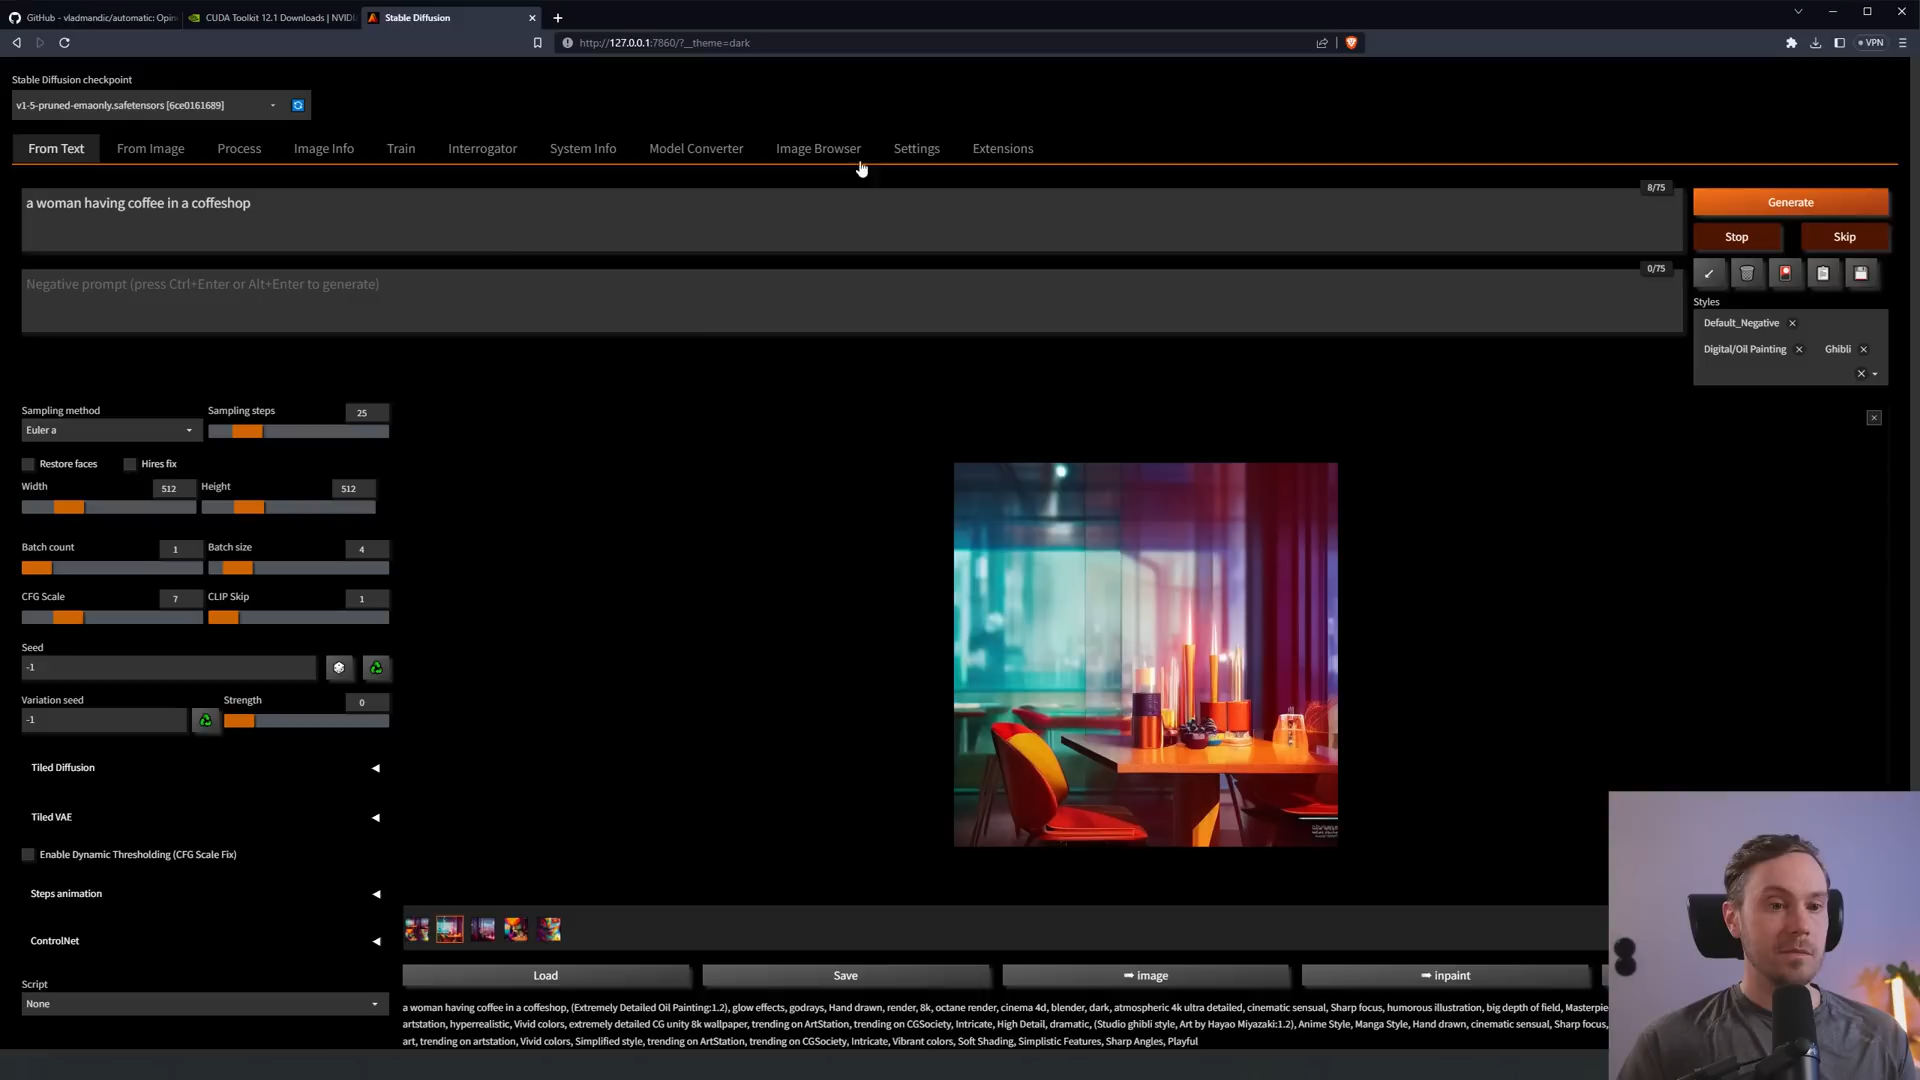 GitHub - vladmandic/automatic: Opin
CUDA Toolkit 12.1 Downloads | NVIDI
Stable Diffusion
http://127.0.0.1:7860/?__theme=dark
VPN
Stable Diffusion checkpoint
v1-5-pruned-emaonly.safetensors [6ce0161689]
From Text
From Image
Process
Image Info
Train
Interrogator
System Info
Model Converter
Image Browser
Settings
Extensions
8/75
a woman having coffee in a coffeshop
Generate
Stop
Skip
0/75
Negative prompt (press Ctrl+Enter or Alt+Enter to generate)
Styles
Default_Negative
Digital/Oil Painting
Ghibli
Sampling method
Sampling steps
25
Euler a
Restore faces
Hires fix
Width
512
Height
512
Batch count
1
Batch size
4
CFG Scale
7
CLIP Skip
1
Seed
-1
Variation seed
Strength
0
-1
Tiled Diffusion
Tiled VAE
Enable Dynamic Thresholding (CFG Scale Fix)
Steps animation
ControlNet
Script
None
Load
Save
➡ image
➡ inpaint
a woman having coffee in a coffeshop, (Extremely Detailed Oil Painting:1.2), glow effects, godrays, Hand drawn, render, 8k, octane render, cinema 4d, blender, dark, atmospheric 4k ultra detailed, cinematic sensual, Sharp focus, humorous illustration, big depth of field, Masterpie
artstation, hyperrealistic, Vivid colors, extremely detailed CG unity 8k wallpaper, trending on ArtStation, trending on CGSociety, Intricate, High Detail, dramatic, (Studio ghibli style, Art by Hayao Miyazaki:1.2), Anime Style, Manga Style, Hand drawn, cinematic sensual, Sharp focus,
art, trending on artstation, Vivid colors, Simplified style, trending on ArtStation, trending on CGSociety, Intricate, Vibrant colors, Soft Shading, Simplistic Features, Sharp Angles, Playful